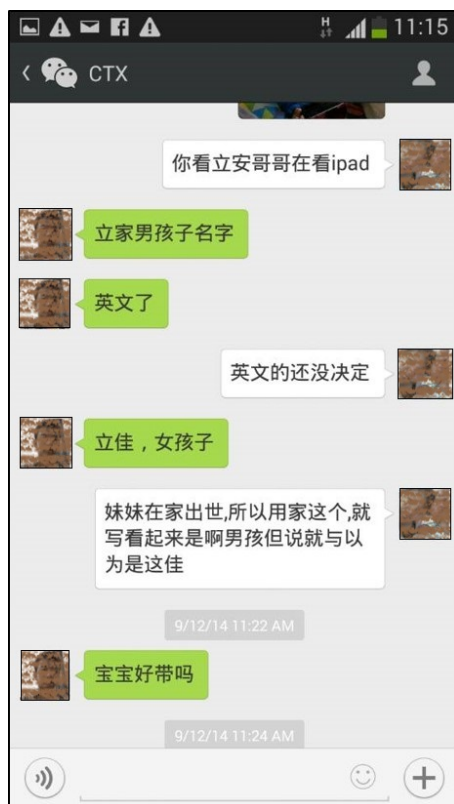 H
11:15
CTX
你看立安哥哥在看ipad
立家男孩子名字
英文了
英文的还没决定
立佳，女孩子
妹妹在家出世,所以用家这个,就
写看起来是啊男孩但说就与以
为是这佳
9/12/14 11:22 AM
宝宝好带吗
9/12/14 11:24 AM